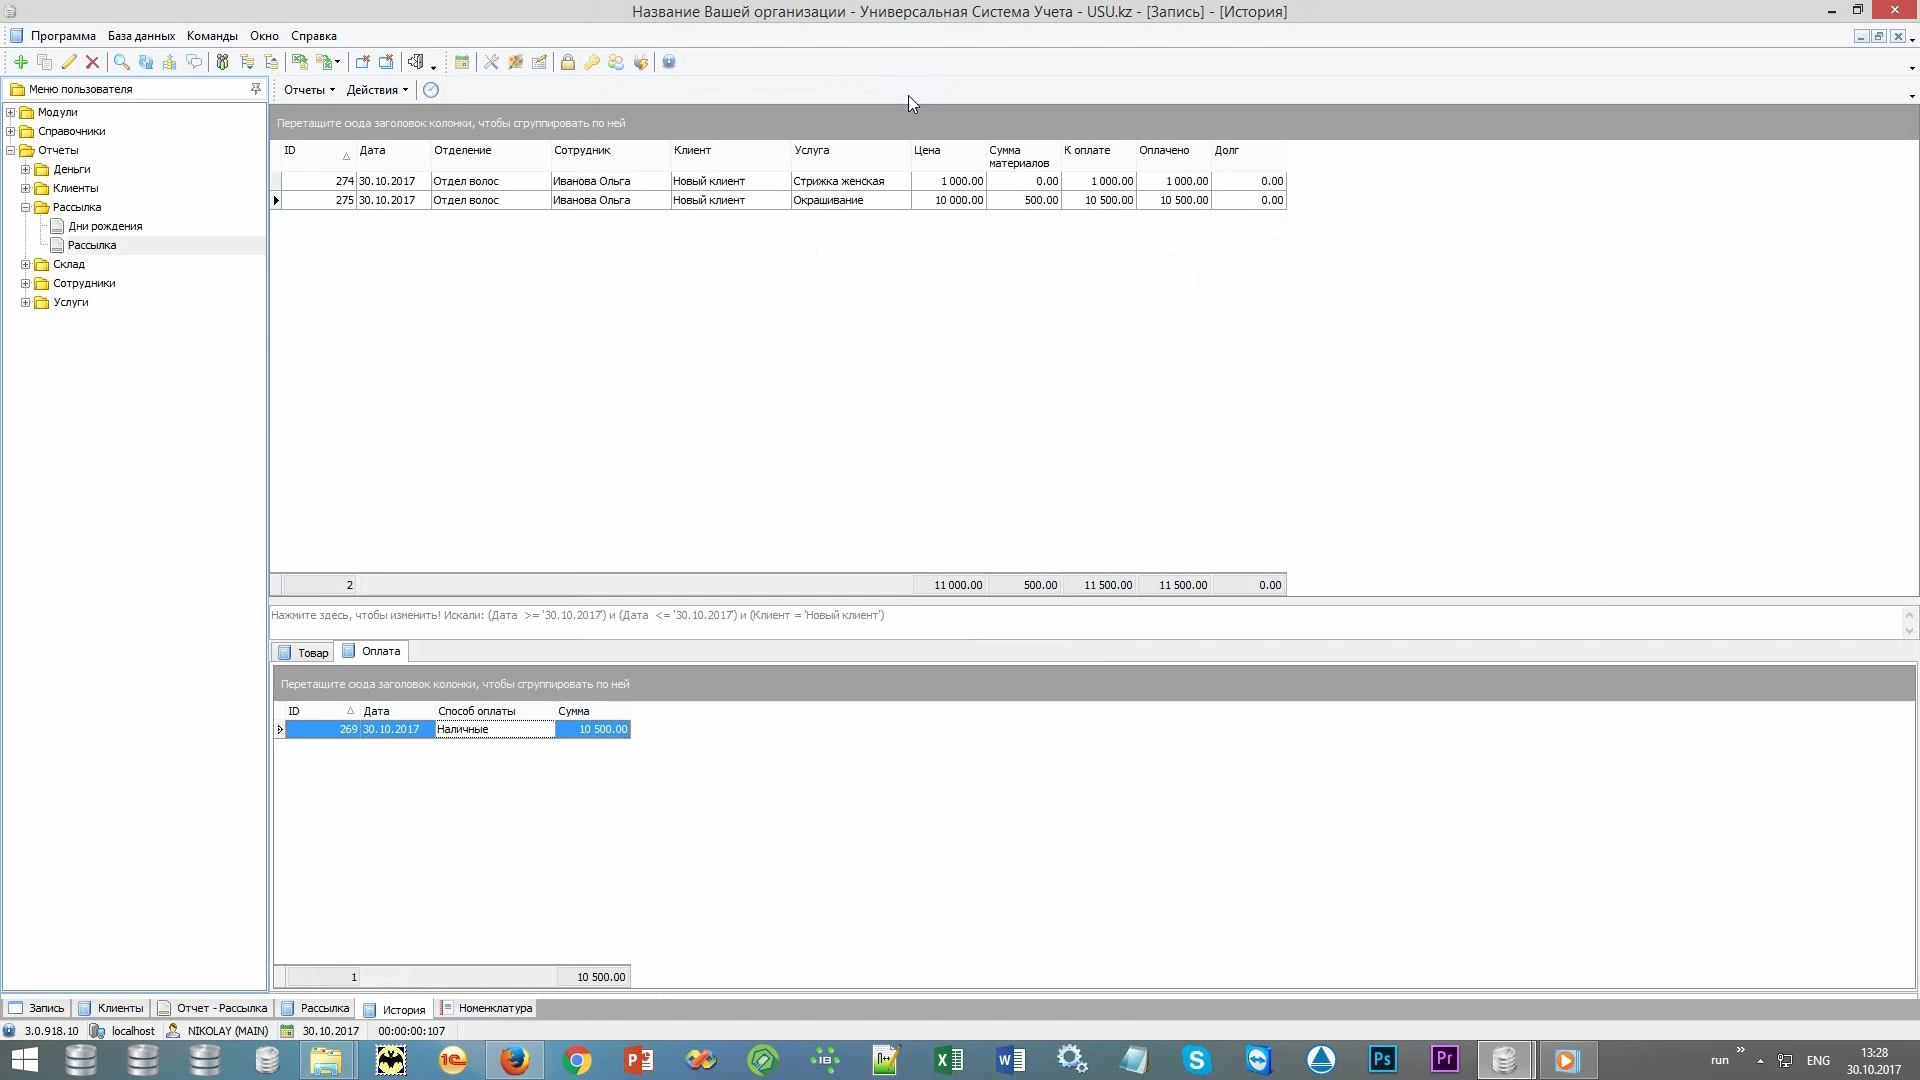 Название Вашей организации - Универсальная Система Учета - USU.kz - [Запись] - [История]
Программа База данных Команды Окно Справка
Меню пользователя
Отчеты Действия
Модули
Справочники
Отчеты
Деньги
Клиенты
Рассылка
Дни рождения
Рассылка
Склад
Сотрудники
Услуги
Перетащите сюда заголовок колонки, чтобы сгруппировать по ней
ID Дата Отделение Сотрудник Клиент Услуга Цена Сумма материалов К оплате Оплачено Долг
274 30.10.2017 Отдел волос Иванова Ольга Новый клиент Стрижка женская 1 000.00 0.00 1 000.00 1 000.00 0.00
275 30.10.2017 Отдел волос Иванова Ольга Новый клиент Окрашивание 10 000.00 500.00 10 500.00 10 500.00 0.00
2 11 000.00 500.00 11 500.00 11 500.00 0.00
Нажмите здесь, чтобы изменить! Искали: (Дата >= '30.10.2017') и (Дата <= '30.10.2017') и (Клиент = 'Новый клиент')
Товар Оплата
Перетащите сюда заголовок колонки, чтобы сгруппировать по ней
ID Дата Способ оплаты Сумма
269 30.10.2017 Наличные 10 500.00
1 10 500.00
Запись Клиенты Отчет - Рассылка Рассылка История Номенклатура
3.0.918.10 localhost NIKOLAY (MAIN) 30.10.2017 00:00:00:107
run ENG 13:28
30.10.2017